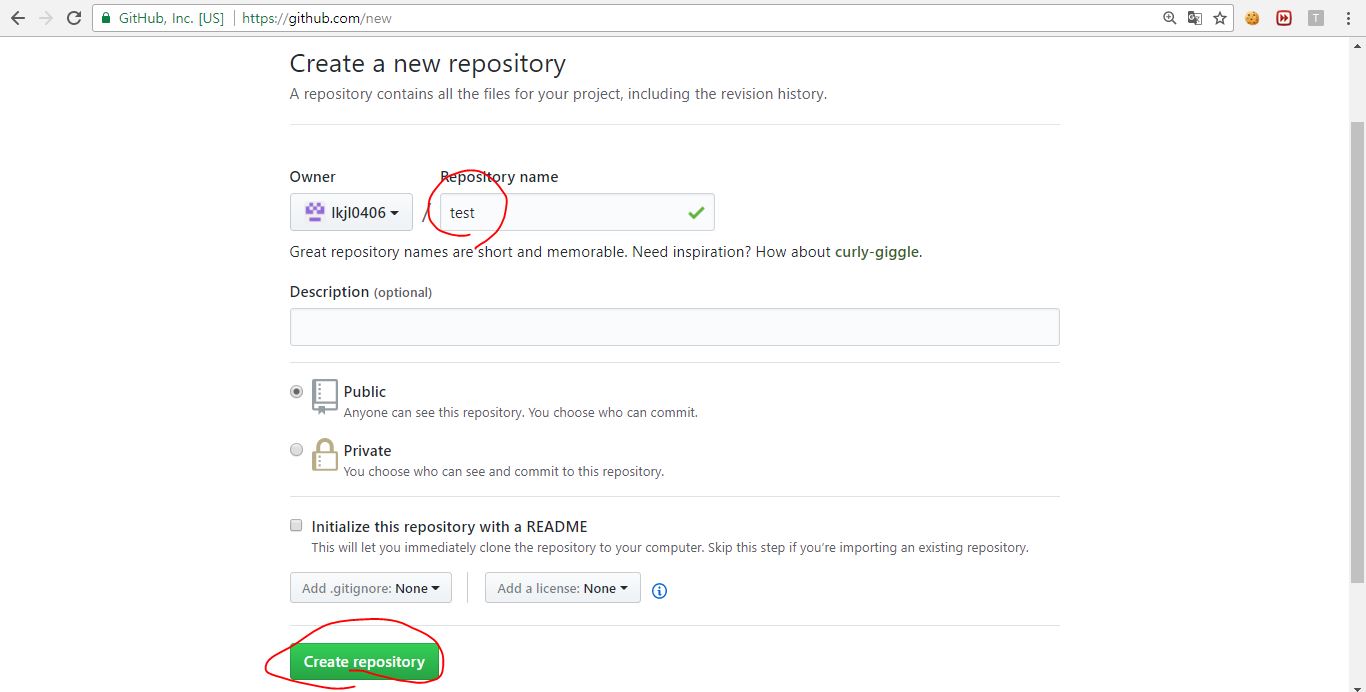 GitHub, Inc. [US] https://github.com/new
T
Create a new repository
A repository contains all the files for your project, including the revision history.
Owner Repository name
lkjl0406 / test
Great repository names are short and memorable. Need inspiration? How about curly-giggle.
Description (optional)
Public
Anyone can see this repository. You choose who can commit.
Private
You choose who can see and commit to this repository.
Initialize this repository with a README
This will let you immediately clone the repository to your computer. Skip this step if you’re importing an existing repository.
Add .gitignore: None Add a license: None
Create repository